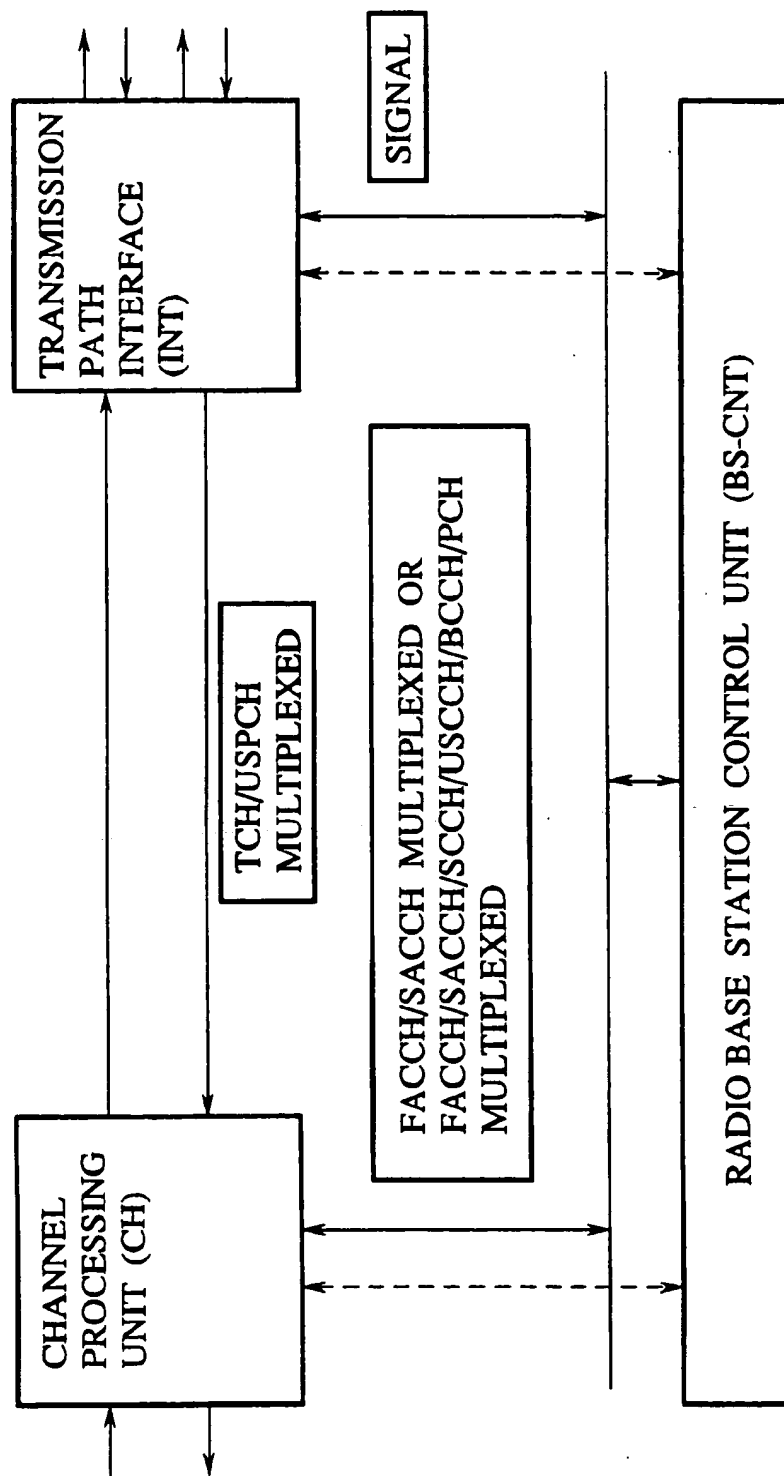 CHANNEL
PROCESSING
UNIT (CH)
TRANSMISSION
PATH
INTERFACE
(INT)
TCH/USPCH
MULTIPLEXED
FACCH/SACCH MULTIPLEXED OR
FACCH/SACCH/SCCH/USCCH/BCCH/PCH
MULTIPLEXED
SIGNAL
RADIO BASE STATION CONTROL UNIT (BS-CNT)